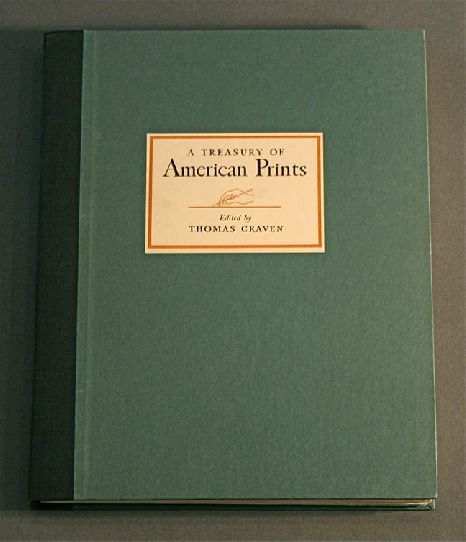 A TREASURY OF
American Prints
Edited by
THOMAS CRAVEN